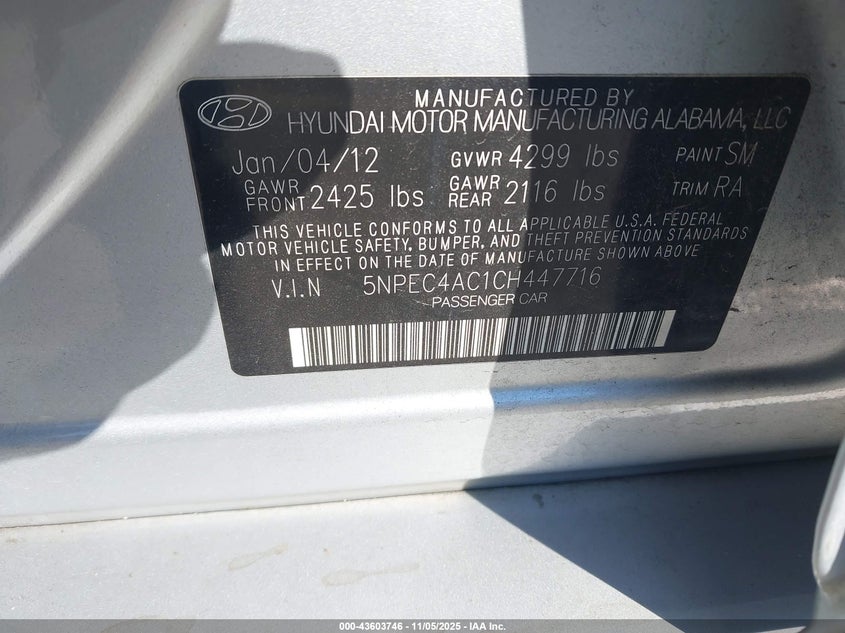 MANUFACTURED BY
HYUNDAI MOTOR MANUFACTURING ALABAMA, LLC
Jan/04/12 GVWR 4299 lbs PAINT SM
GAWR FRONT 2425 lbs GAWR REAR 2116 lbs TRIM RA
THIS VEHICLE CONFORMS TO ALL APPLICABLE U.S.A. FEDERAL
MOTOR VEHICLE SAFETY, BUMPER, AND THEFT PREVENTION STANDARDS
IN EFFECT ON THE DATE OF MANUFACTURE SHOWN ABOVE
V.I.N 5NPEC4AC1CH447716
PASSENGER CAR
000-43603746 - 11/05/2025 - IAA Inc.